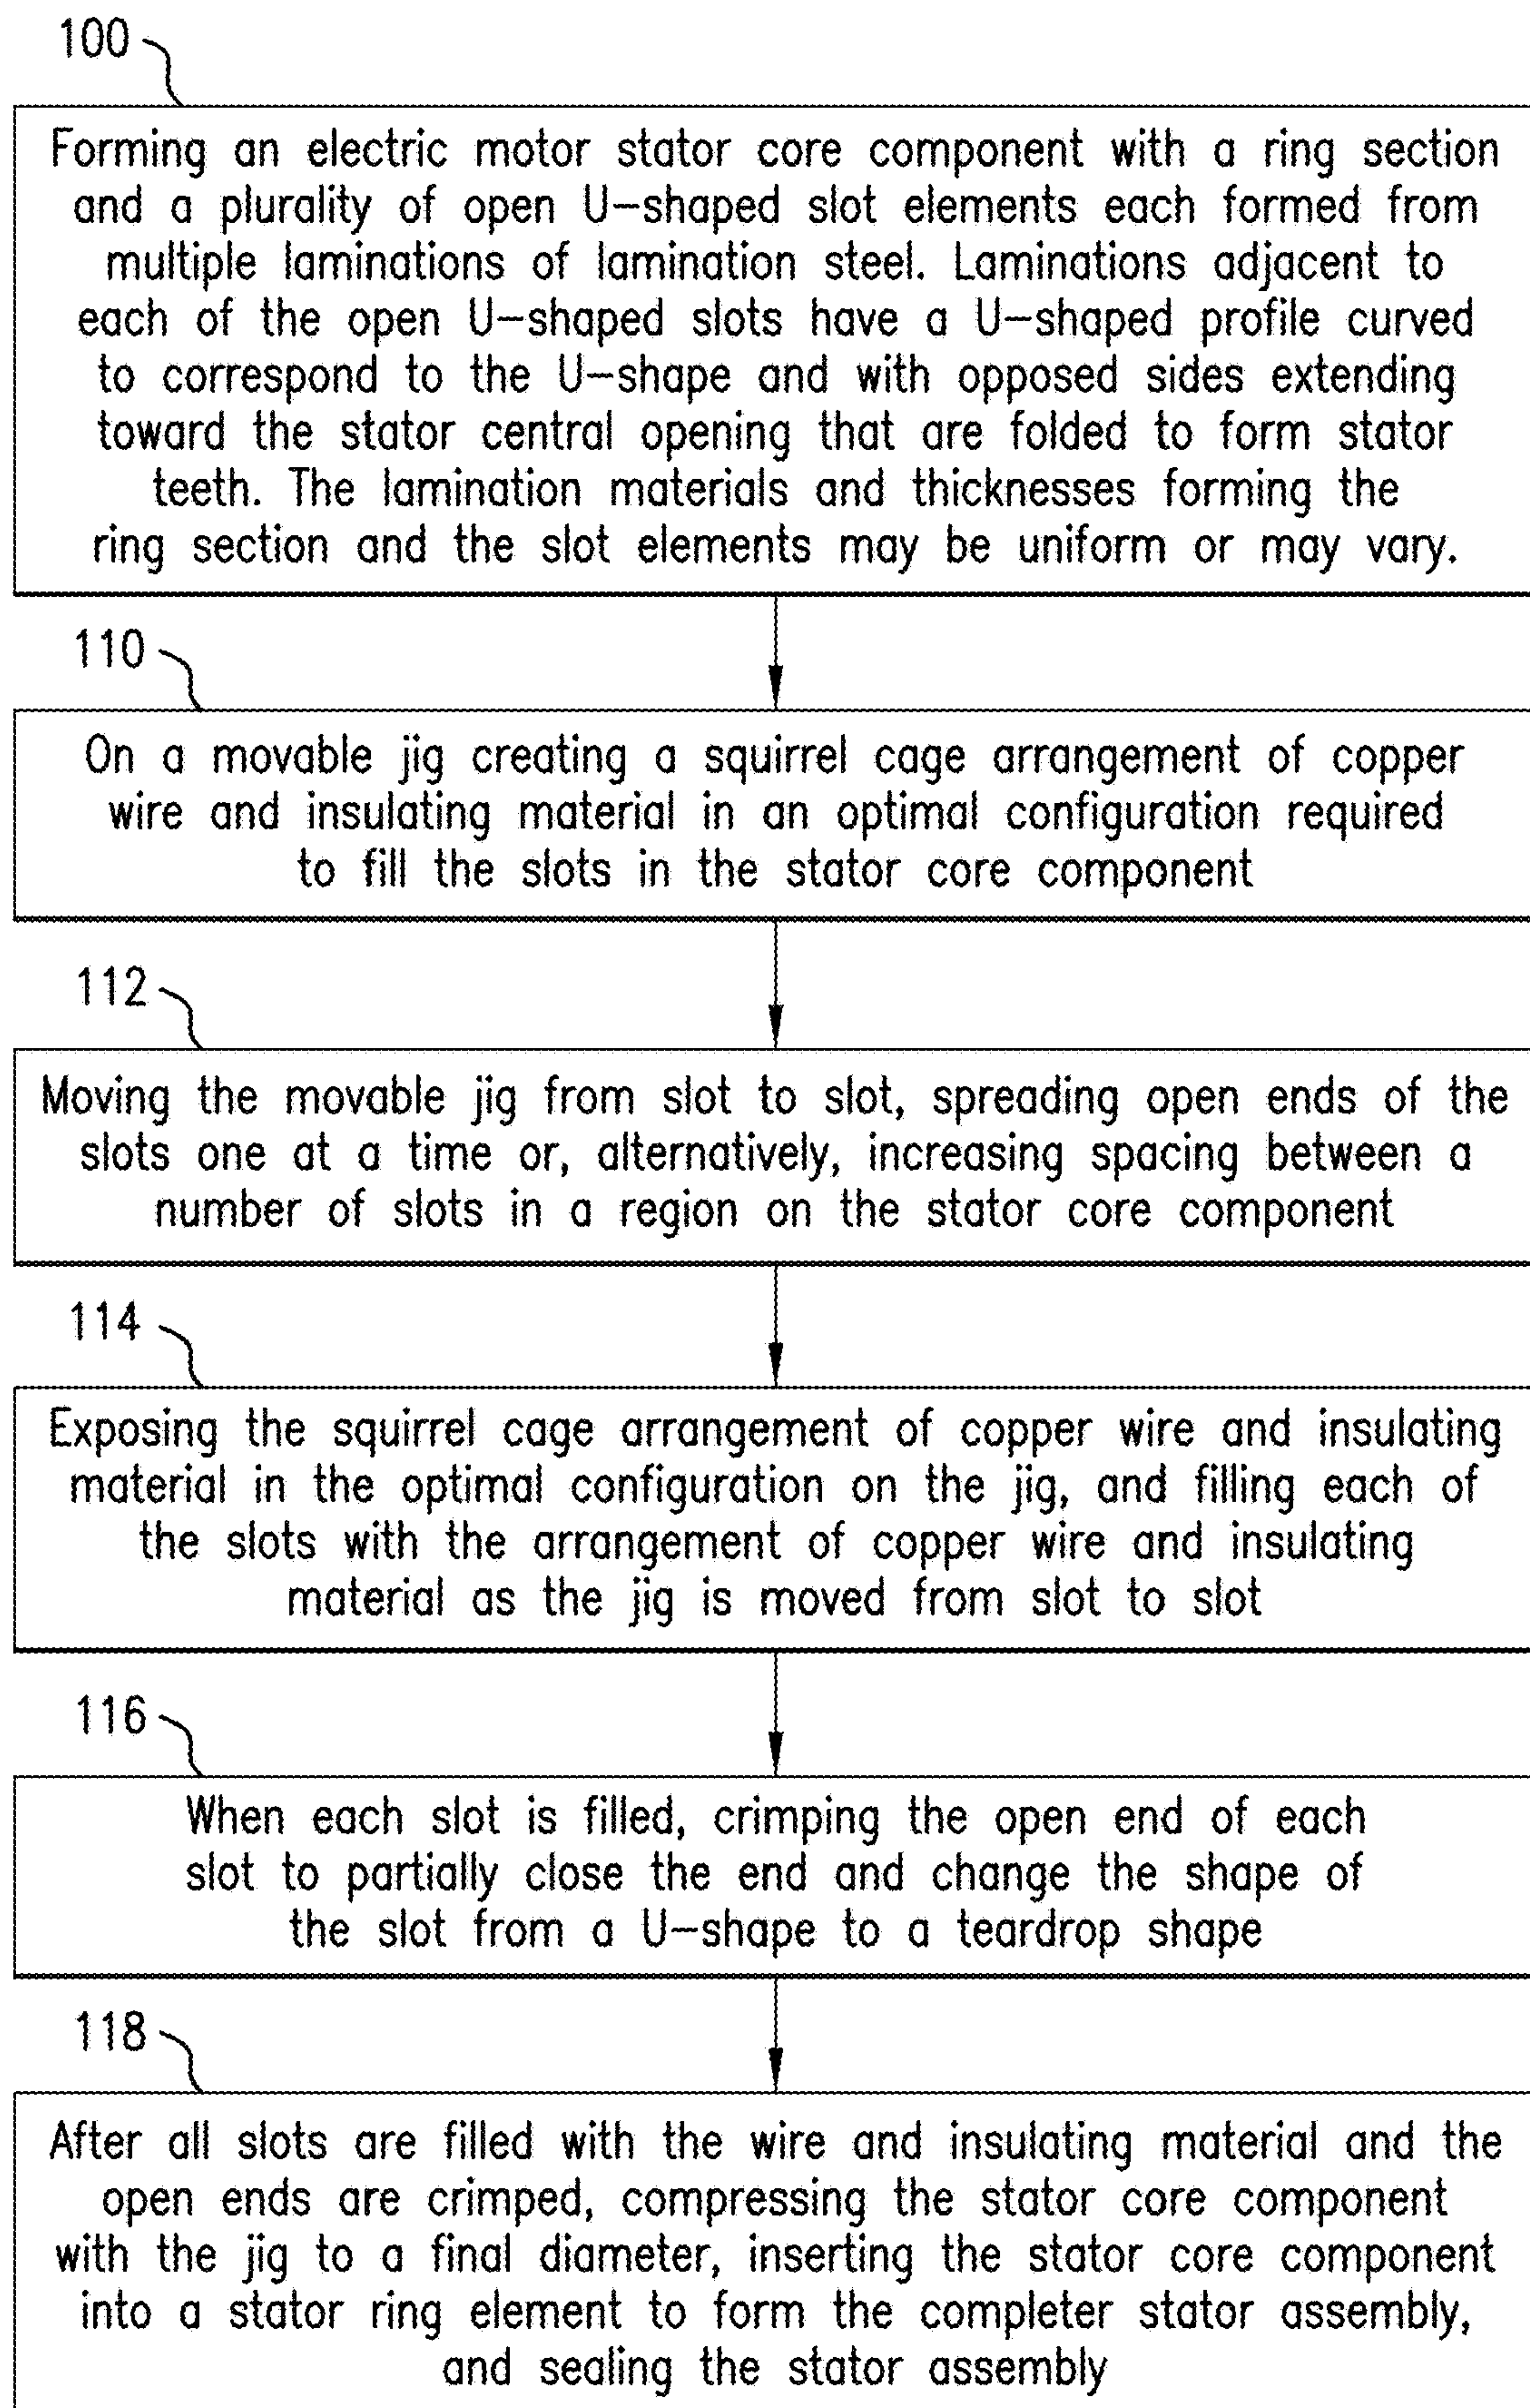 100
Forming an electric motor stator core component with a ring section
and a plurality of open U-shaped slot elements each formed from
multiple laminations of lamination steel. Laminations adjacent to
each of the open U-shaped slots have a U-shaped profile curved
to correspond to the U-shape and with opposed sides extending
toward the stator central opening that are folded to form stator
teeth. The lamination materials and thicknesses forming the
ring section and the slot elements may be uniform or may vary.
110
On a movable jig creating a squirrel cage arrangement of copper
wire and insulating material in an optimal configuration required
to fill the slots in the stator core component
112
Moving the movable jig from slot to slot, spreading open ends of the
slots one at a time or, alternatively, increasing spacing between a
number of slots in a region on the stator core component
114
Exposing the squirrel cage arrangement of copper wire and insulating
material in the optimal configuration on the jig, and filling each of
the slots with the arrangement of copper wire and insulating
material as the jig is moved from slot to slot
116
When each slot is filled, crimping the open end of each
slot to partially close the end and change the shape of
the slot from a U-shape to a teardrop shape
118
After all slots are filled with the wire and insulating material and the
open ends are crimped, compressing the stator core component
with the jig to a final diameter, inserting the stator core component
into a stator ring element to form the completer stator assembly,
and sealing the stator assembly